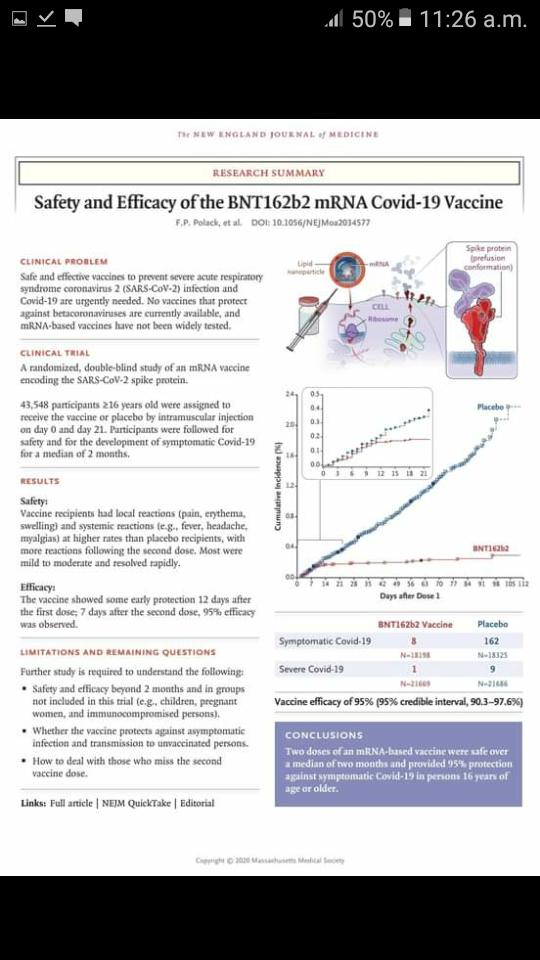 50% 11:26 a.m.
The NEW ENGLAND JOURNAL of MEDICINE
RESEARCH SUMMARY
Safety and Efficacy of the BNT162b2 mRNA Covid-19 Vaccine
F.P. Polack, et al. DOI: 10.1056/NEJMoa2034577
CLINICAL PROBLEM
Safe and effective vaccines to prevent severe acute respiratory
syndrome coronavirus 2 (SARS-CoV-2) infection and
Covid-19 are urgently needed. No vaccines that protect
against betacoronaviruses are currently available, and
mRNA-based vaccines have not been widely tested.
CLINICAL TRIAL
A randomized, double-blind study of an mRNA vaccine
encoding the SARS-CoV-2 spike protein.
43,548 participants ≥16 years old were assigned to
receive the vaccine or placebo by intramuscular injection
on day 0 and day 21. Participants were followed for
safety and for the development of symptomatic Covid-19
for a median of 2 months.
RESULTS
Safety:
Vaccine recipients had local reactions (pain, erythema,
swelling) and systemic reactions (e.g., fever, headache,
myalgias) at higher rates than placebo recipients, with
more reactions following the second dose. Most were
mild to moderate and resolved rapidly.
Efficacy:
The vaccine showed some early protection 12 days after
the first dose; 7 days after the second dose, 95% efficacy
was observed.
LIMITATIONS AND REMAINING QUESTIONS
Further study is required to understand the following:
• Safety and efficacy beyond 2 months and in groups
not included in this trial (e.g., children, pregnant
women, and immunocompromised persons).
• Whether the vaccine protects against asymptomatic
infection and transmission to unvaccinated persons.
• How to deal with those who miss the second
vaccine dose.
Links: Full article | NEJM QuickTake | Editorial
Lipid
nanoparticle
mRNA
CELL
Ribosome
Spike protein
(prefusion
conformation)
Cumulative Incidence (%)
2.4
2.0
1.6
1.2
0.8
0.4
0.0
0.5
0.4
0.3
0.2
0.1
0.0
0 3 6 9 12 15 18 21
Placebo
BNT162b2
0 7 14 21 28 35 42 49 56 63 70 77 84 91 98 105 112
Days after Dose 1
BNT162b2 Vaccine Placebo
Symptomatic Covid-19 8 162
N=18198 N=18325
Severe Covid-19 1 9
N=21669 N=21686
Vaccine efficacy of 95% (95% credible interval, 90.3–97.6%)
CONCLUSIONS
Two doses of an mRNA-based vaccine were safe over
a median of two months and provided 95% protection
against symptomatic Covid-19 in persons 16 years of
age or older.
Copyright © 2020 Massachusetts Medical Society